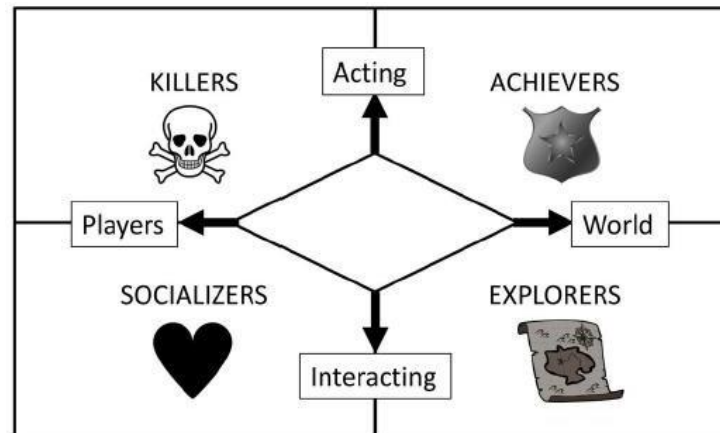 Acting
KILLERS
ACHIEVERS
Players
World
SOCIALIZERS
EXPLORERS
Interacting